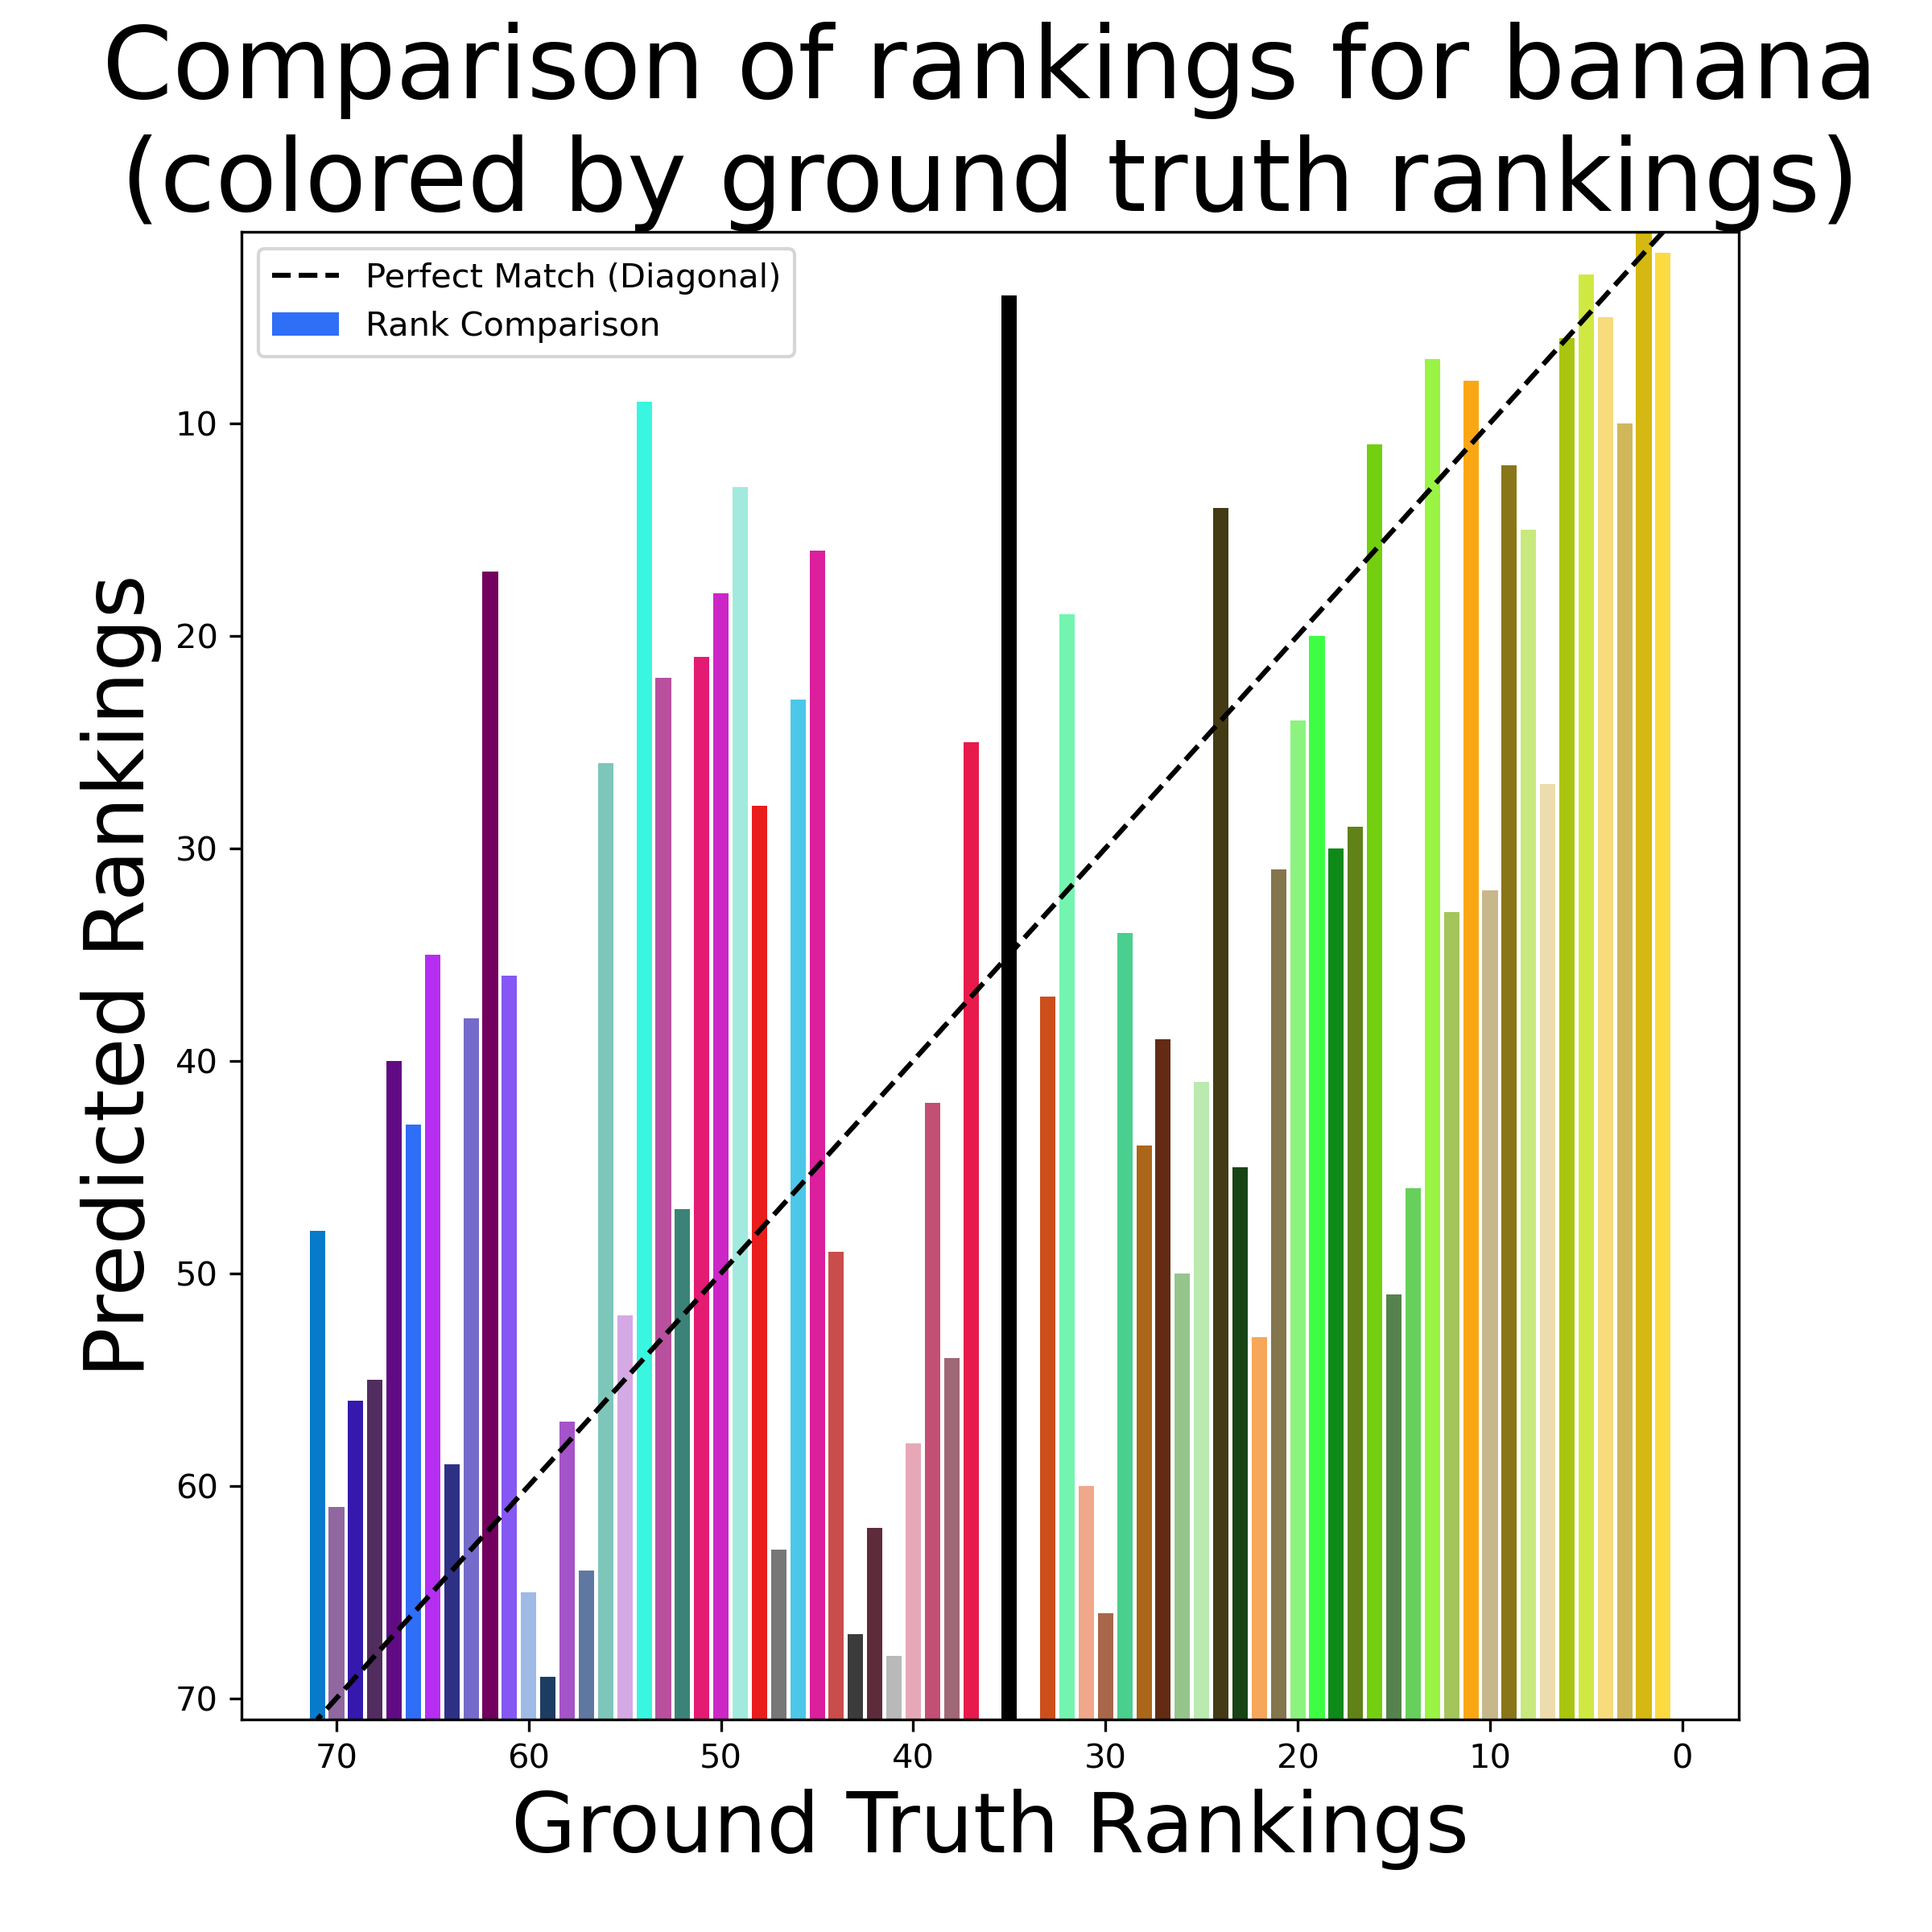 Comparison of rankings for banana
(colored by ground truth rankings)
Perfect Match (Diagonal)
Rank Comparison
Predicted Rankings
10
20
30
40
50
60
70
70 60 50 40 30 20 10 0
Ground Truth Rankings